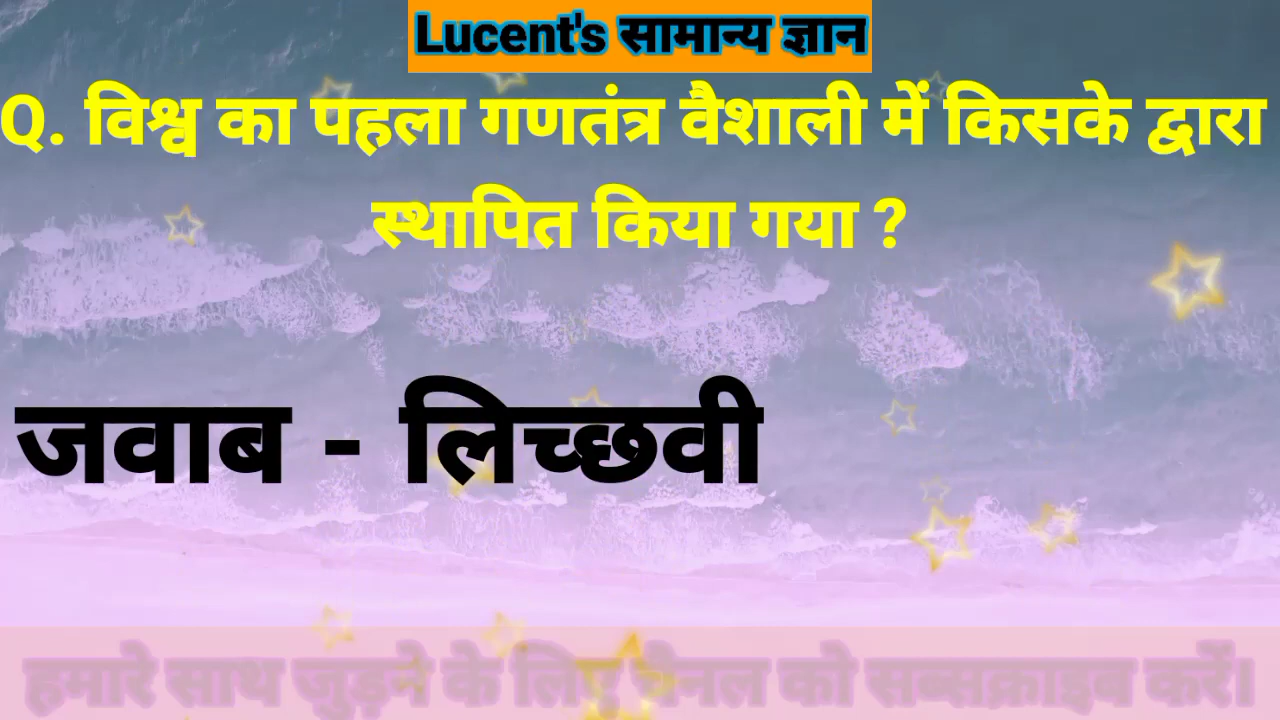 Lucent's सामान्य ज्ञान
Q. विश्व का पहला गणतंत्र वैशाली में किसके द्वारा
स्थापित किया गया ?
जवाब - लिच्छवी
हमारे साथ जुड़ने के लिए चैनल को सब्सक्राइब करें।